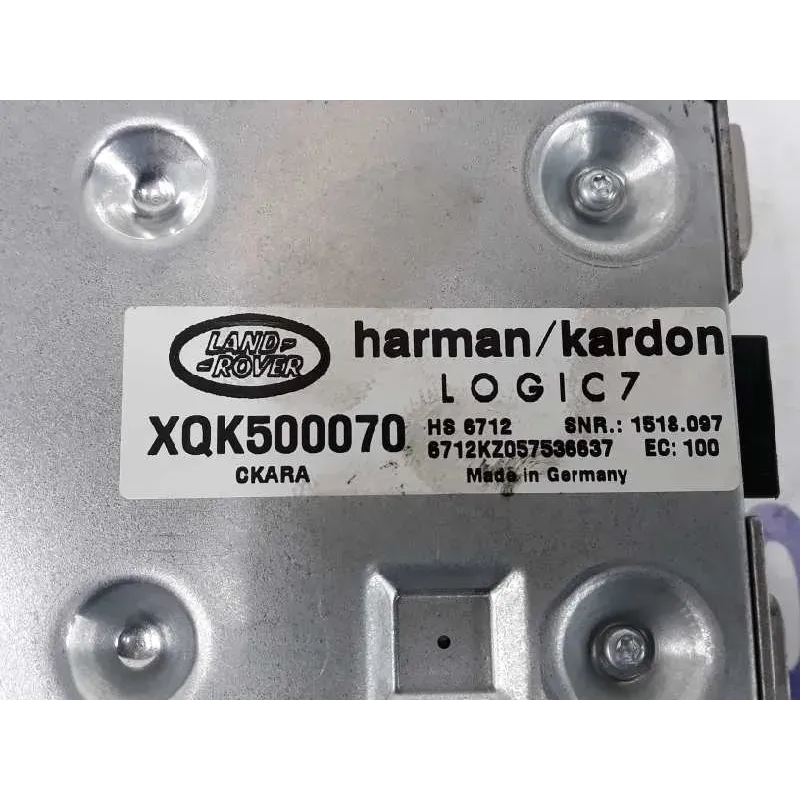 LAND-
-ROVER
harman/kardon
LOGIC7
XQK500070
HS 6712 SNR.: 1518.097
6712KZ057536637 EC: 100
CKARA
Made in Germany